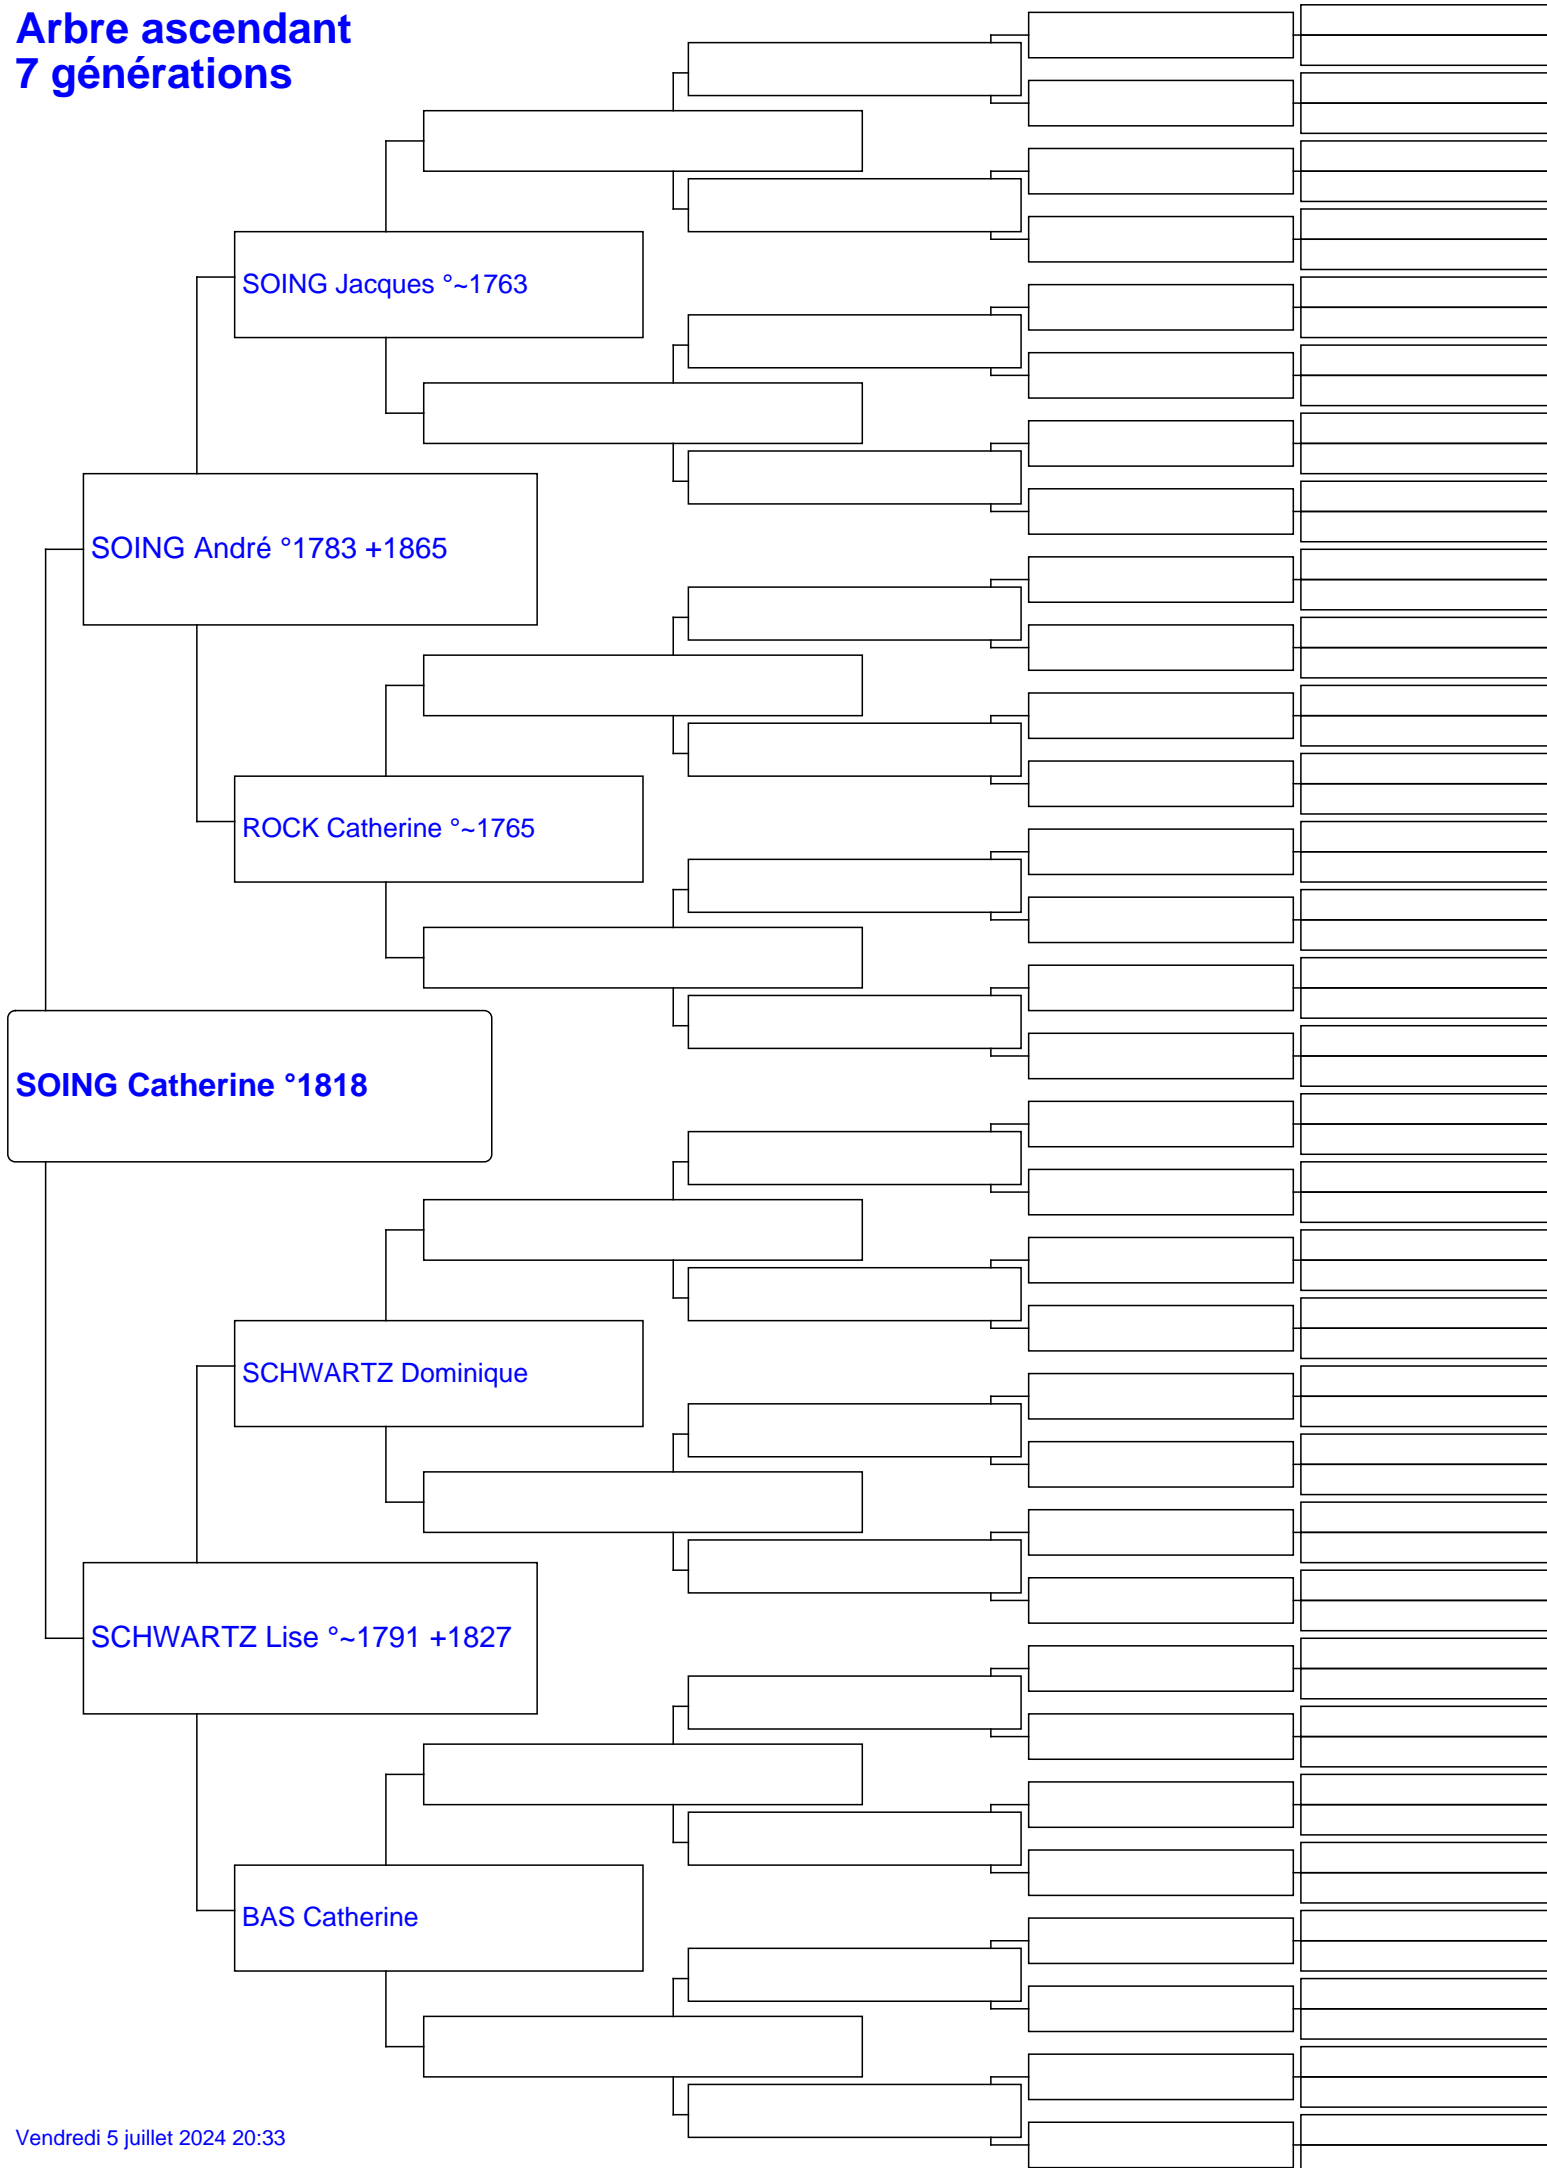 Arbre ascendant
7 générations
SOING Jacques °~1763
SOING André °1783 +1865
ROCK Catherine °~1765
SOING Catherine °1818
SCHWARTZ Dominique
SCHWARTZ Lise °~1791 +1827
BAS Catherine
Vendredi 5 juillet 2024 20:33